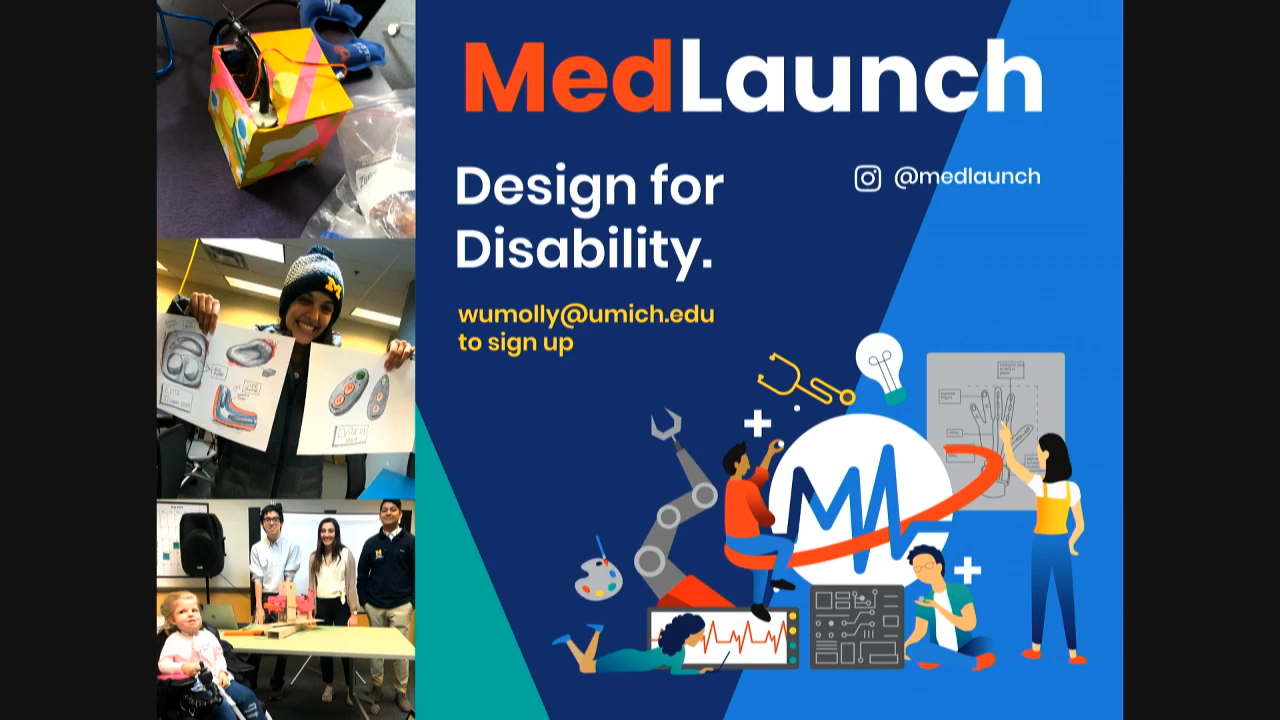 MedLaunch
Design for
Disability.
@medlaunch
wumolly@umich.edu
to sign up
M